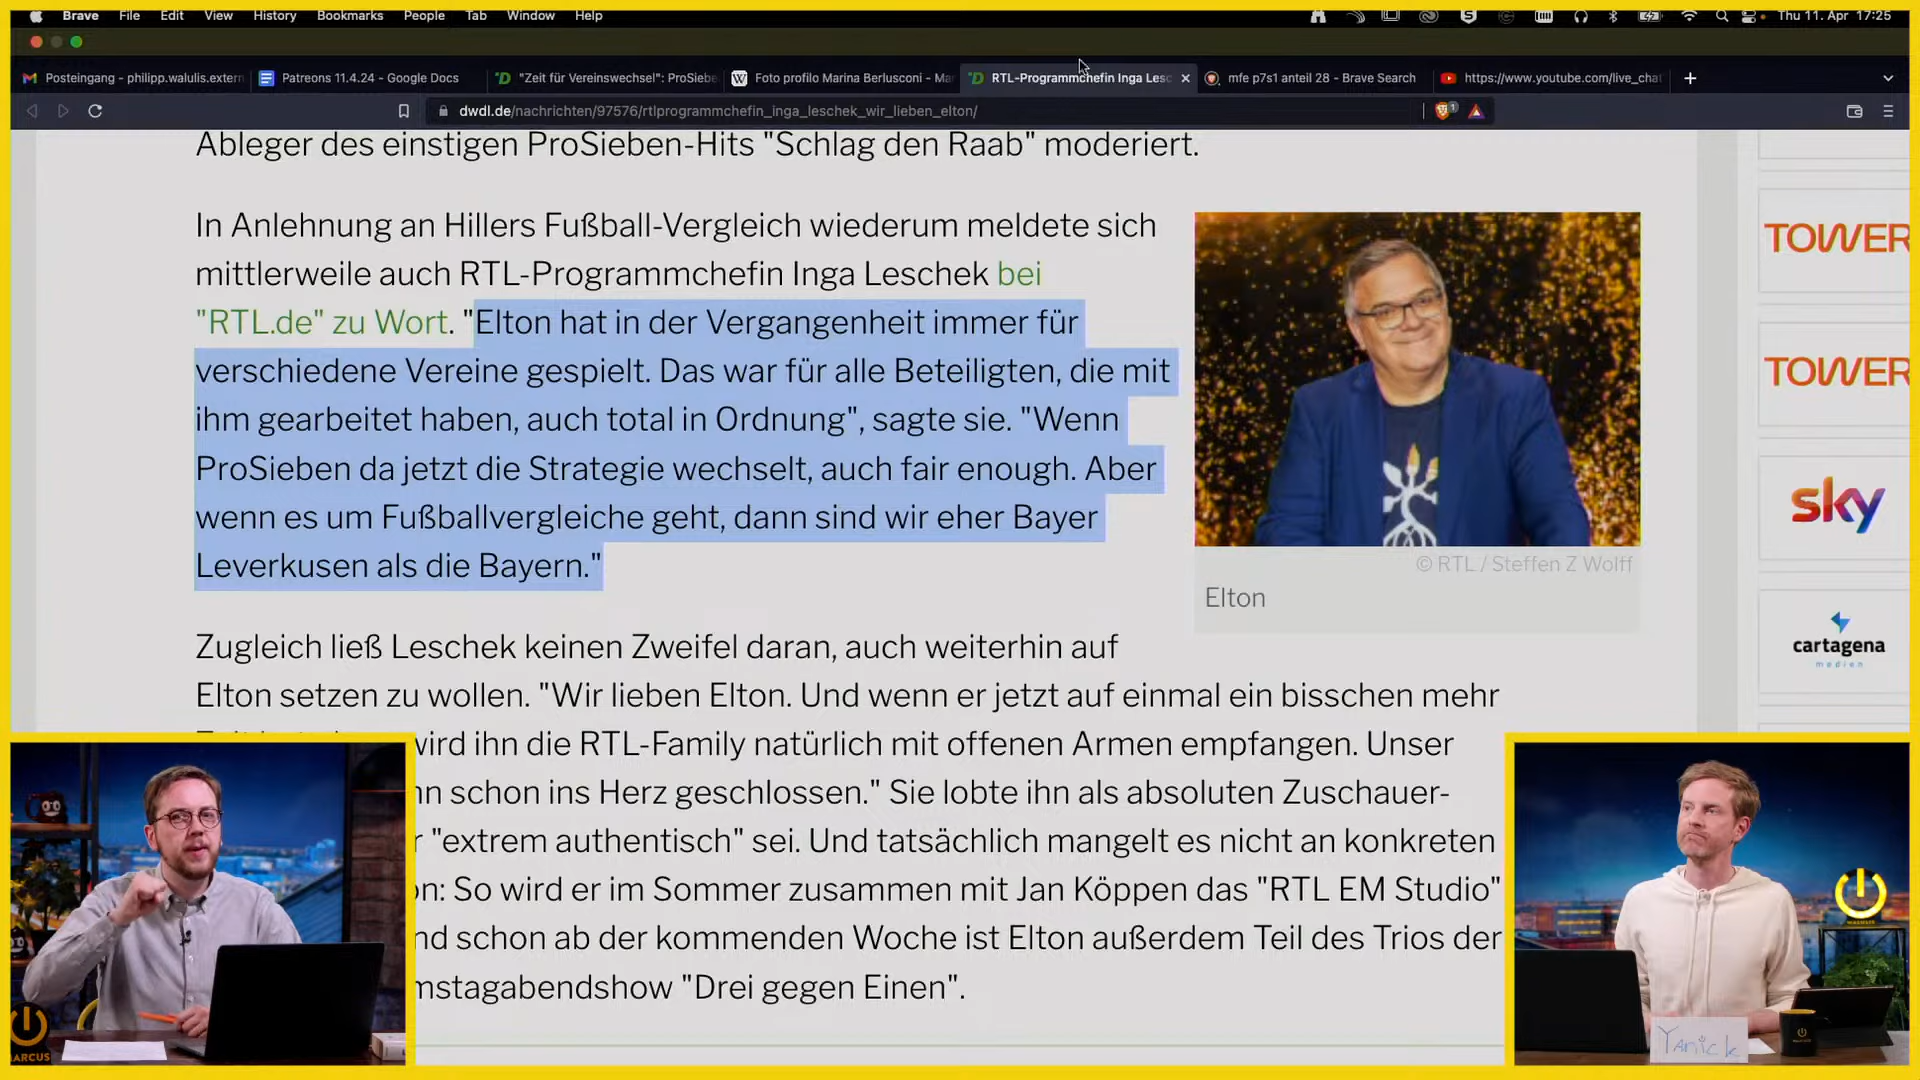 Brave File Edit View History Bookmarks People Tab Window Help Thu 11. Apr 17:25
Posteingang - philipp.walulis.extern Patreons 11.4.24 - Google Docs "Zeit für Vereinswechsel": ProSiebe Foto profilo Marina Berlusconi - Mar RTL-Programmchefin Inga Lesc mfe p7s1 anteil 28 - Brave Search https://www.youtube.com/live_chat
dwdl.de/nachrichten/97576/rtlprogrammchefin_inga_leschek_wir_lieben_elton/
Ableger des einstigen ProSieben-Hits "Schlag den Raab" moderiert.
In Anlehnung an Hillers Fußball-Vergleich wiederum meldete sich
mittlerweile auch RTL-Programmchefin Inga Leschek bei
"RTL.de" zu Wort. "Elton hat in der Vergangenheit immer für
verschiedene Vereine gespielt. Das war für alle Beteiligten, die mit
ihm gearbeitet haben, auch total in Ordnung", sagte sie. "Wenn
ProSieben da jetzt die Strategie wechselt, auch fair enough. Aber
wenn es um Fußballvergleiche geht, dann sind wir eher Bayer
Leverkusen als die Bayern."
© RTL / Steffen Z Wolff
Elton
Zugleich ließ Leschek keinen Zweifel daran, auch weiterhin auf
Elton setzen zu wollen. "Wir lieben Elton. Und wenn er jetzt auf einmal ein bisschen mehr
wird ihn die RTL-Family natürlich mit offenen Armen empfangen. Unser
hn schon ins Herz geschlossen." Sie lobte ihn als absoluten Zuschauer-
r "extrem authentisch" sei. Und tatsächlich mangelt es nicht an konkreten
on: So wird er im Sommer zusammen mit Jan Köppen das "RTL EM Studio"
nd schon ab der kommenden Woche ist Elton außerdem Teil des Trios der
mstagabendshow "Drei gegen Einen".
TOWER
TOWER
sky
cartagena
medien
MARCUS
Yanick